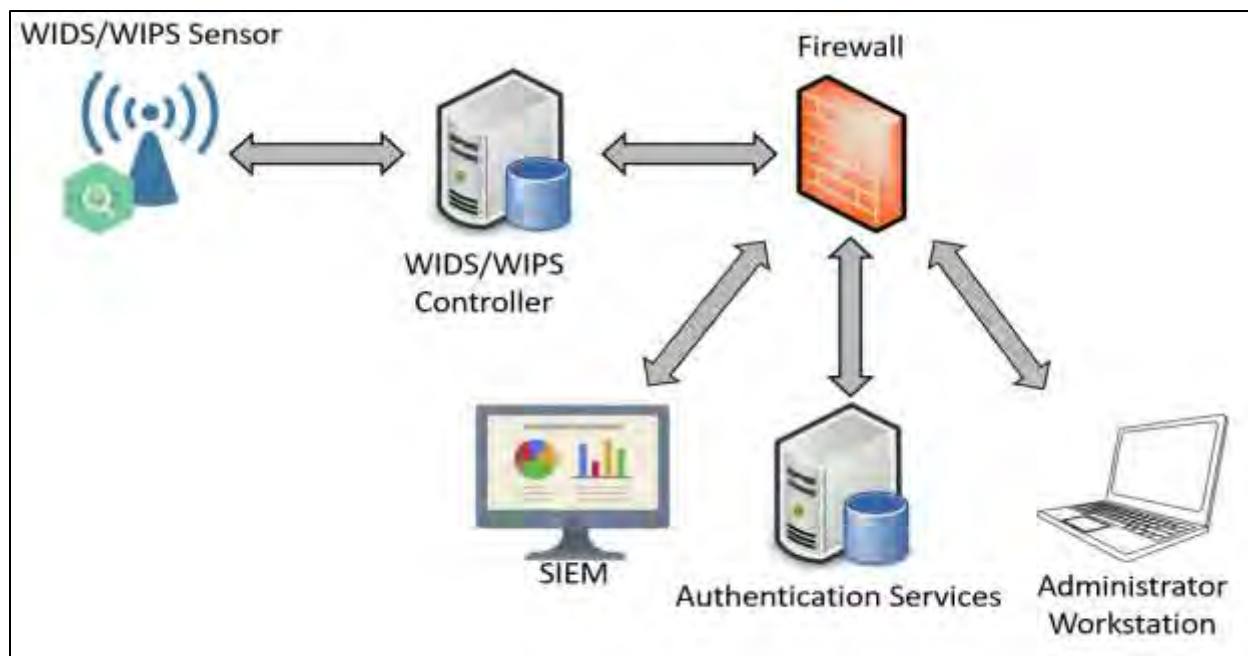 WIDS/WIPS Sensor
Firewall
WIDS/WIPS
Controller
SIEM
Authentication Services
Administrator
Workstation